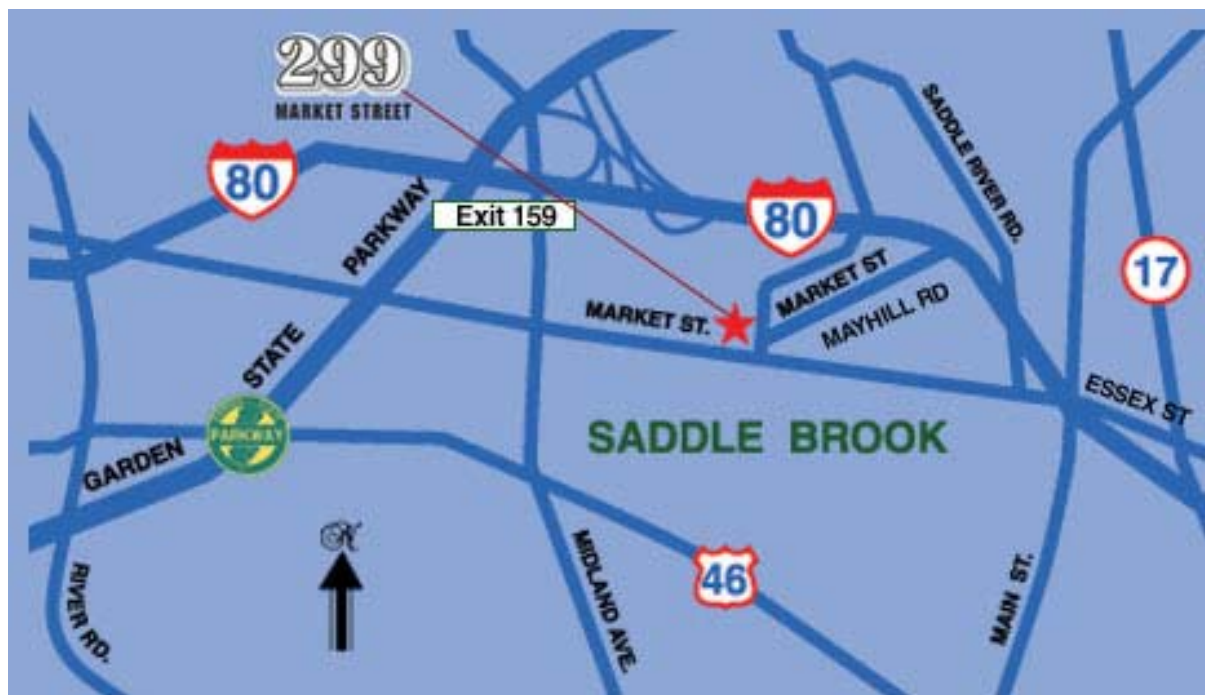 299
MARKET STREET
80
PARKWAY
Exit 159
80
SADDLE RIVER RD.
17
MARKET ST
MARKET ST.
MAYHILL RD
STATE
ESSEX ST
PARKWAY
SADDLE BROOK
GARDEN
N
46
RIVER RD.
MIDLAND AVE.
MAIN ST.